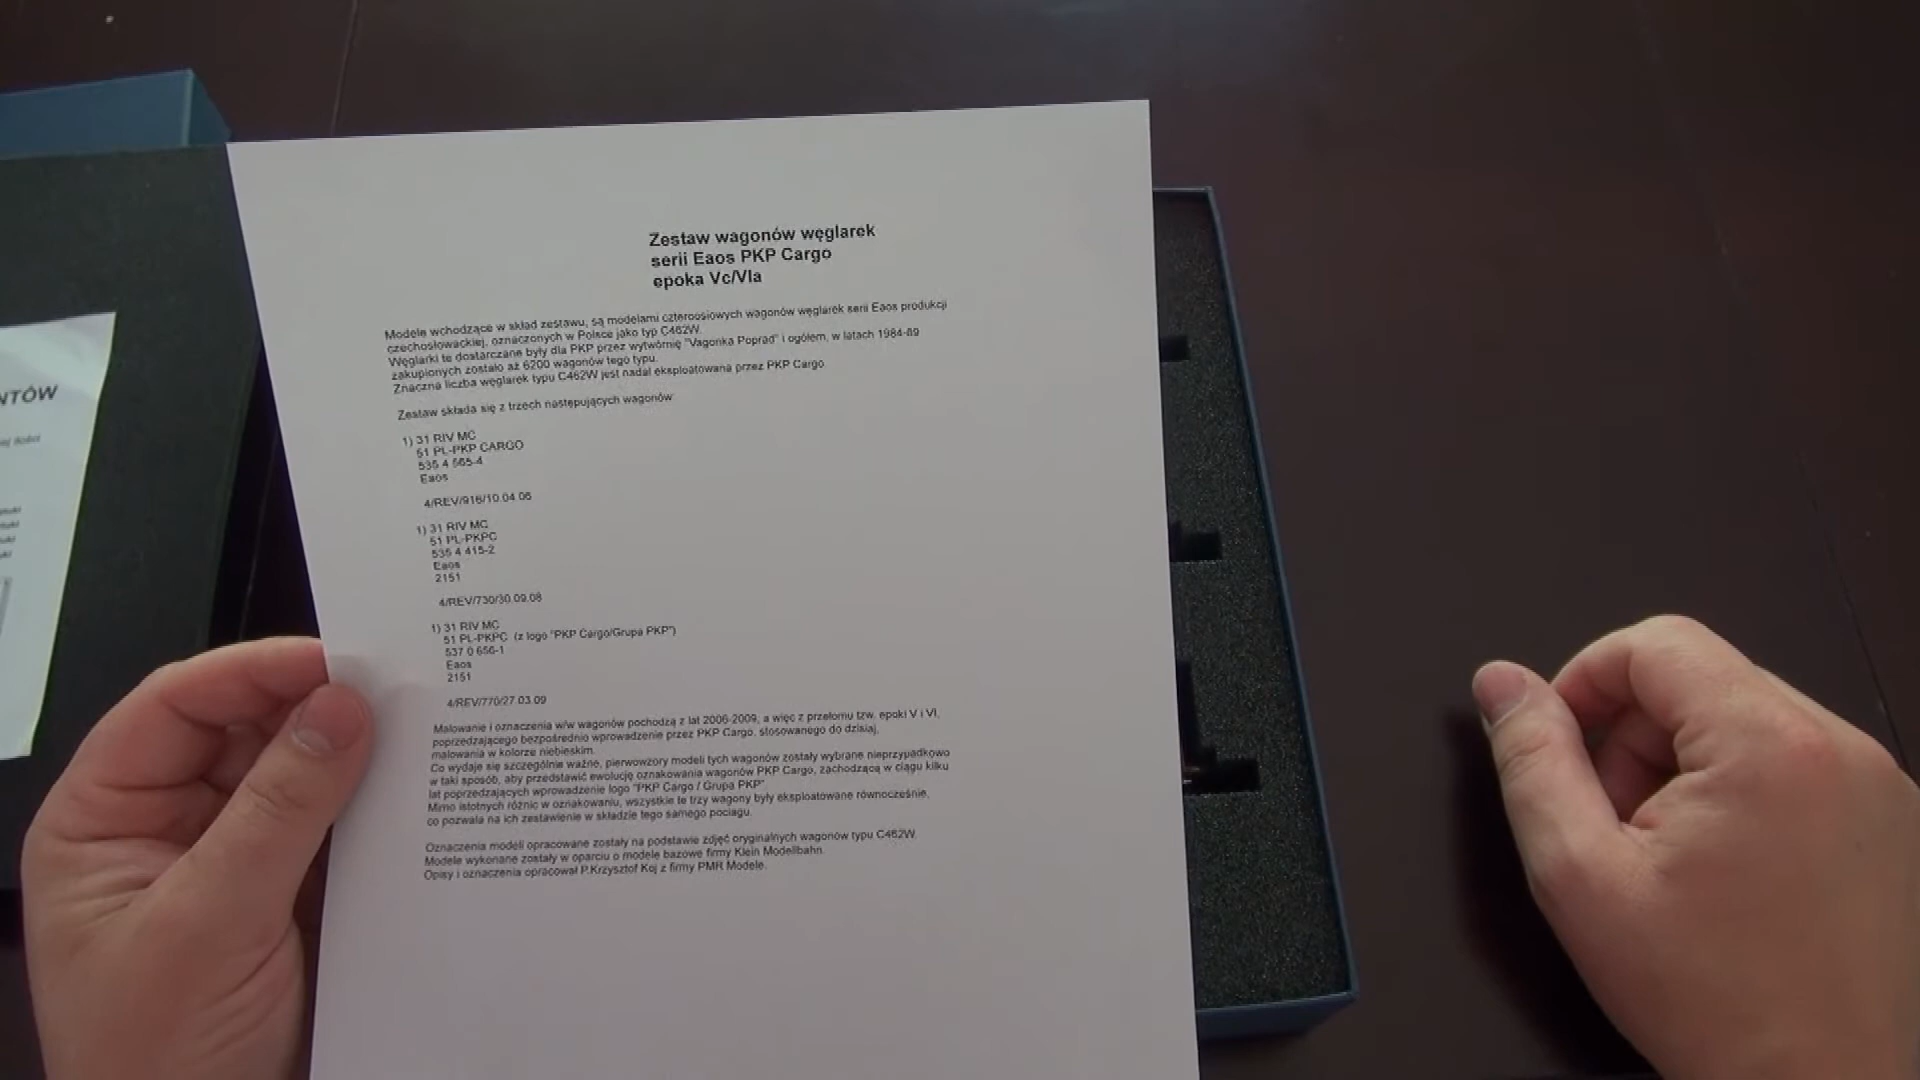 Zestaw wagonów węglarek
serii Eaos PKP Cargo
epoka Vc/VIa
Modele wchodzące w skład zestawu, są modelami czteroosiowych wagonów węglarek serii Eaos produkcji
czechosłowackiej, oznaczonych w Polsce jako typ C462W.
Węglarki te dostarczane były dla PKP przez wytwórnię "Vagonka Poprad" i ogółem, w latach 1984-89
zakupionych zostało aż 6200 wagonów tego typu.
Znaczna liczba węglarek typu C462W jest nadal eksploatowana przez PKP Cargo
Zestaw składa się z trzech następujących wagonów
1) 31 RIV MC
51 PL-PKP CARGO
535 4 565-4
Eaos
4/REV/916/10.04.06
1) 31 RIV MC
51 PL-PKPC
535 4 415-2
Eaos
2151
4/REV/730/30.09.08
1) 31 RIV MC
51 PL-PKPC (z logo "PKP Cargo/Grupa PKP")
537 0 656-1
Eaos
2151
4/REV/770/27.03.09
Malowanie i oznaczenia w/w wagonów pochodzą z lat 2006-2009, a więc z przełomu tzw. epoki V i VI,
poprzedzającego bezpośrednio wprowadzenie przez PKP Cargo, stosowanego do dzisiaj,
malowania w kolorze niebieskim.
Co wydaje się szczególnie ważne, pierwowzory modeli tych wagonów zostały wybrane nieprzypadkowo
w taki sposób, aby przedstawić ewolucję oznakowania wagonów PKP Cargo, zachodzącą w ciągu kilku
lat poprzedzających wprowadzenie logo "PKP Cargo / Grupa PKP"
Mimo istotnych różnic w oznakowaniu, wszystkie te trzy wagony były eksploatowane równocześnie,
co pozwala na ich zestawienie w składzie tego samego pociągu.
Oznaczenia modeli opracowane zostały na podstawie zdjęć oryginalnych wagonów typu C462W.
Modele wykonane zostały w oparciu o modele bazowe firmy Klein Modellbahn.
Opisy i oznaczenia opracował P.Krzysztof Koj z firmy PMR Modele.